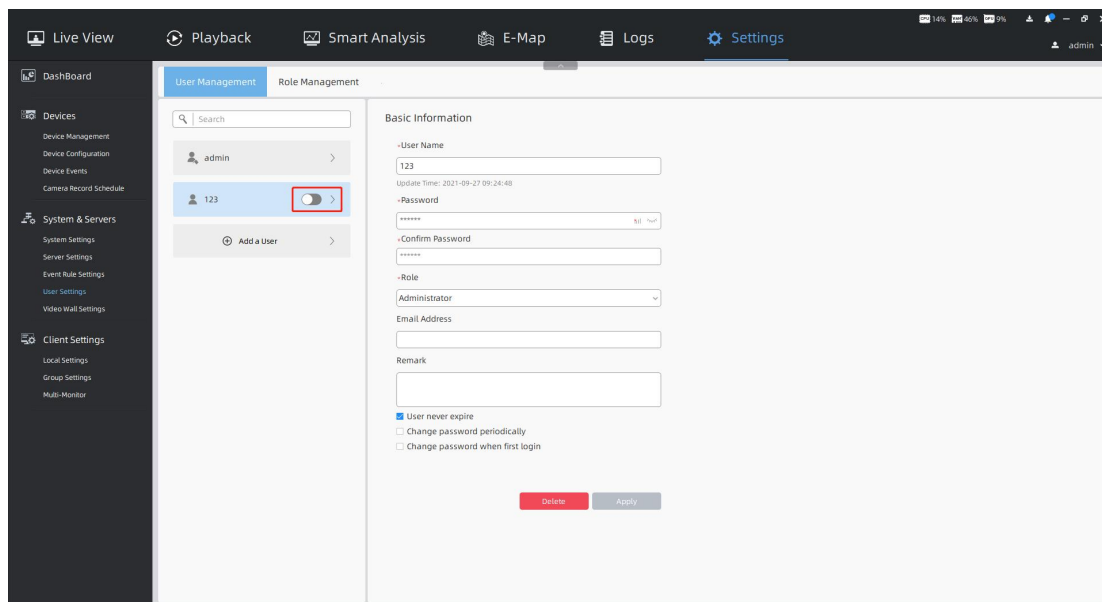 CPU 14% RAM 46% GPU 9%
Live View
Playback
Smart Analysis
E-Map
Logs
Settings
admin
DashBoard
Devices
Device Management
Device Configuration
Device Events
Camera Record Schedule
System & Servers
System Settings
Server Settings
Event Rule Settings
User Settings
Video Wall Settings
Client Settings
Local Settings
Group Settings
Multi-Monitor
User Management
Role Management
Search
admin
123
Add a User
Basic Information
*User Name
123
Update Time: 2021-09-27 09:24:48
*Password
******
*Confirm Password
******
*Role
Administrator
Email Address
Remark
User never expire
Change password periodically
Change password when first login
Delete
Apply